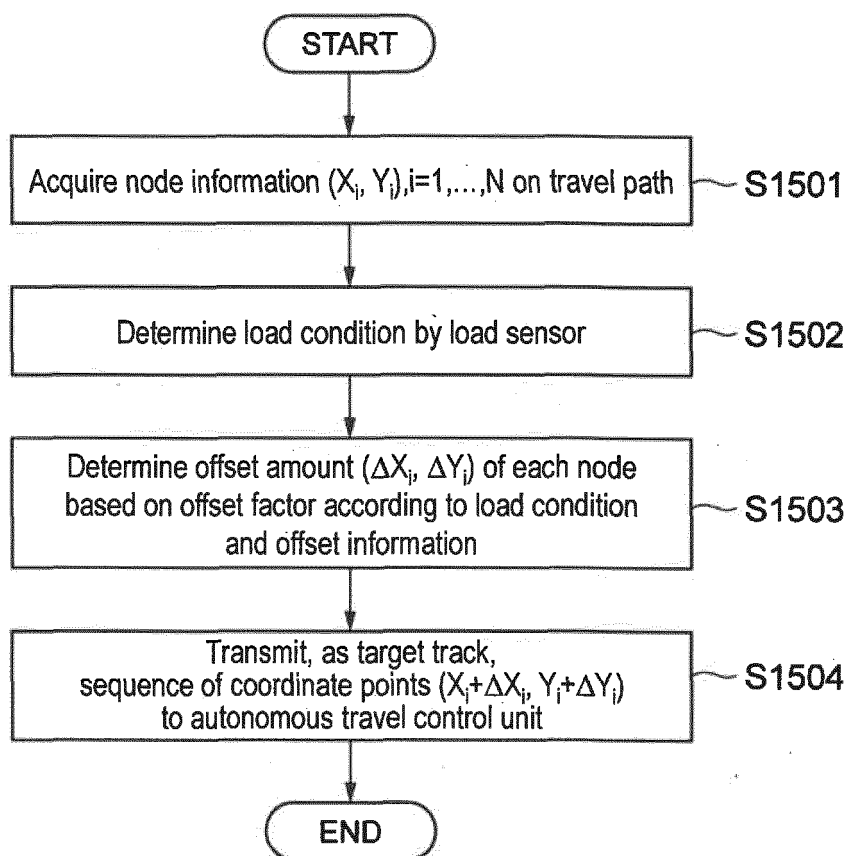 START
Acquire node information (Xi, Yi),i=1,...,N on travel path
S1501
Determine load condition by load sensor
S1502
Determine offset amount (ΔXi, ΔYi) of each node
based on offset factor according to load condition
and offset information
S1503
Transmit, as target track,
sequence of coordinate points (Xi+ΔXi, Yi+ΔYi)
to autonomous travel control unit
S1504
END